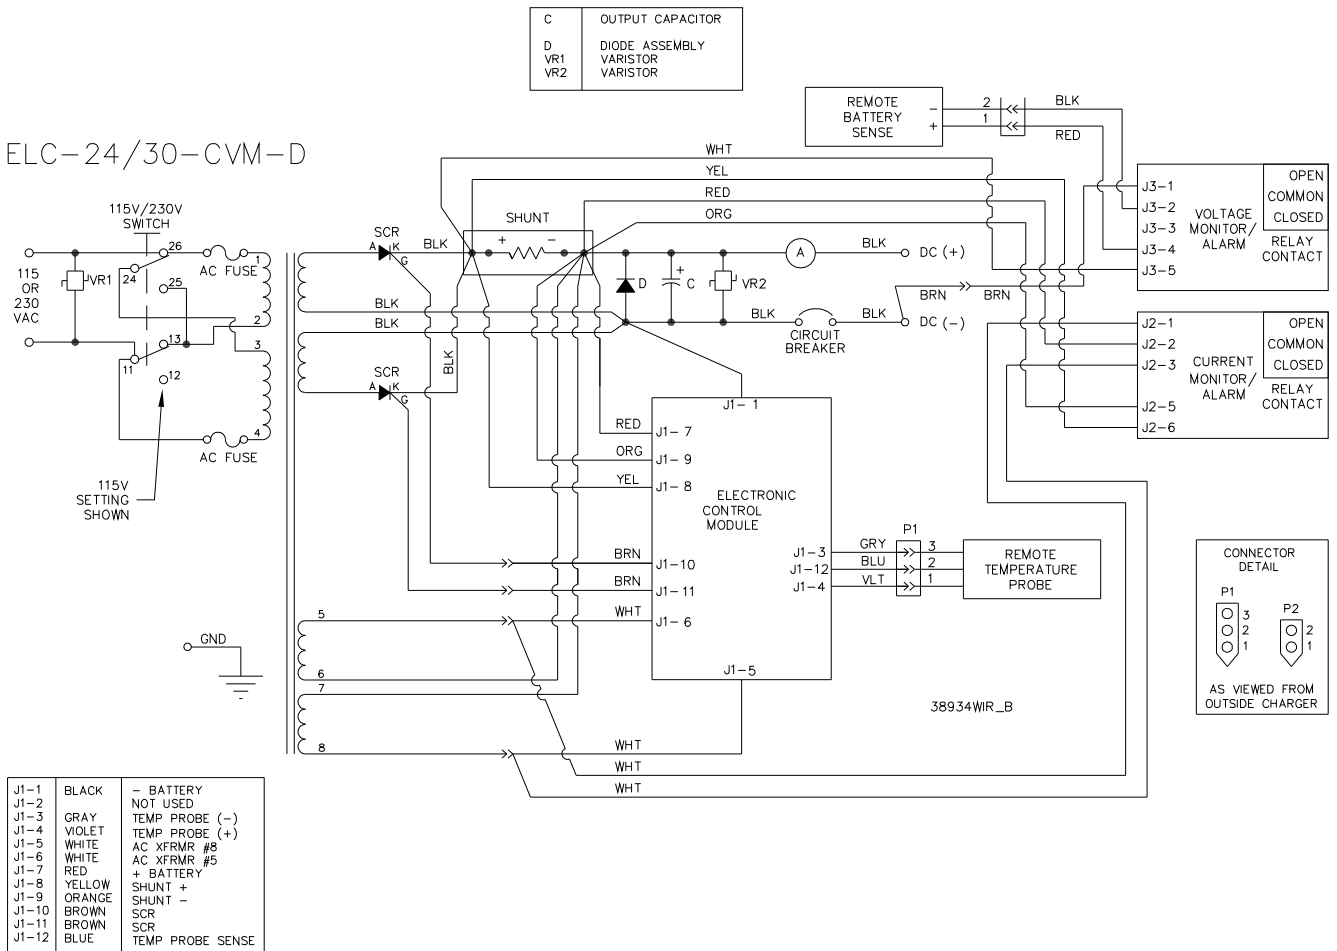 C OUTPUT CAPACITOR
D DIODE ASSEMBLY
VR1 VARISTOR
VR2 VARISTOR
ELC-24/30-CVM-D
REMOTE
BATTERY
SENSE
-
+
2
1
BLK
RED
WHT
YEL
RED
ORG
J3-1
J3-2
J3-3
J3-4
J3-5
VOLTAGE
MONITOR/
ALARM
OPEN
COMMON
CLOSED
RELAY
CONTACT
115V/230V
SWITCH
26
24
25
13
11
12
115
OR
230
VAC
VR1
AC FUSE
1
2
3
4
AC FUSE
115V
SETTING
SHOWN
SCR
A K
G
BLK
SHUNT
+ -
BLK
BLK
BLK
SCR
A K
G
D
+
C
VR2
A
BLK
DC (+)
BRN
BRN
BLK
CIRCUIT
BREAKER
BLK
DC (-)
J2-1
J2-2
J2-3
J2-5
J2-6
CURRENT
MONITOR/
ALARM
OPEN
COMMON
CLOSED
RELAY
CONTACT
J1- 1
RED J1- 7
ORG J1- 9
YEL J1- 8
ELECTRONIC
CONTROL
MODULE
BRN J1-10
BRN J1-11
WHT J1- 6
J1-5
J1-3 GRY
J1-12 BLU
J1-4 VLT
P1
3
2
1
REMOTE
TEMPERATURE
PROBE
CONNECTOR
DETAIL
P1
3
2
1
P2
2
1
AS VIEWED FROM
OUTSIDE CHARGER
5
6
7
8
GND
38934WIR_B
WHT
WHT
WHT
J1-1 BLACK - BATTERY
J1-2 NOT USED
J1-3 GRAY TEMP PROBE (-)
J1-4 VIOLET TEMP PROBE (+)
J1-5 WHITE AC XFRMR #8
J1-6 WHITE AC XFRMR #5
J1-7 RED + BATTERY
J1-8 YELLOW SHUNT +
J1-9 ORANGE SHUNT -
J1-10 BROWN SCR
J1-11 BROWN SCR
J1-12 BLUE TEMP PROBE SENSE